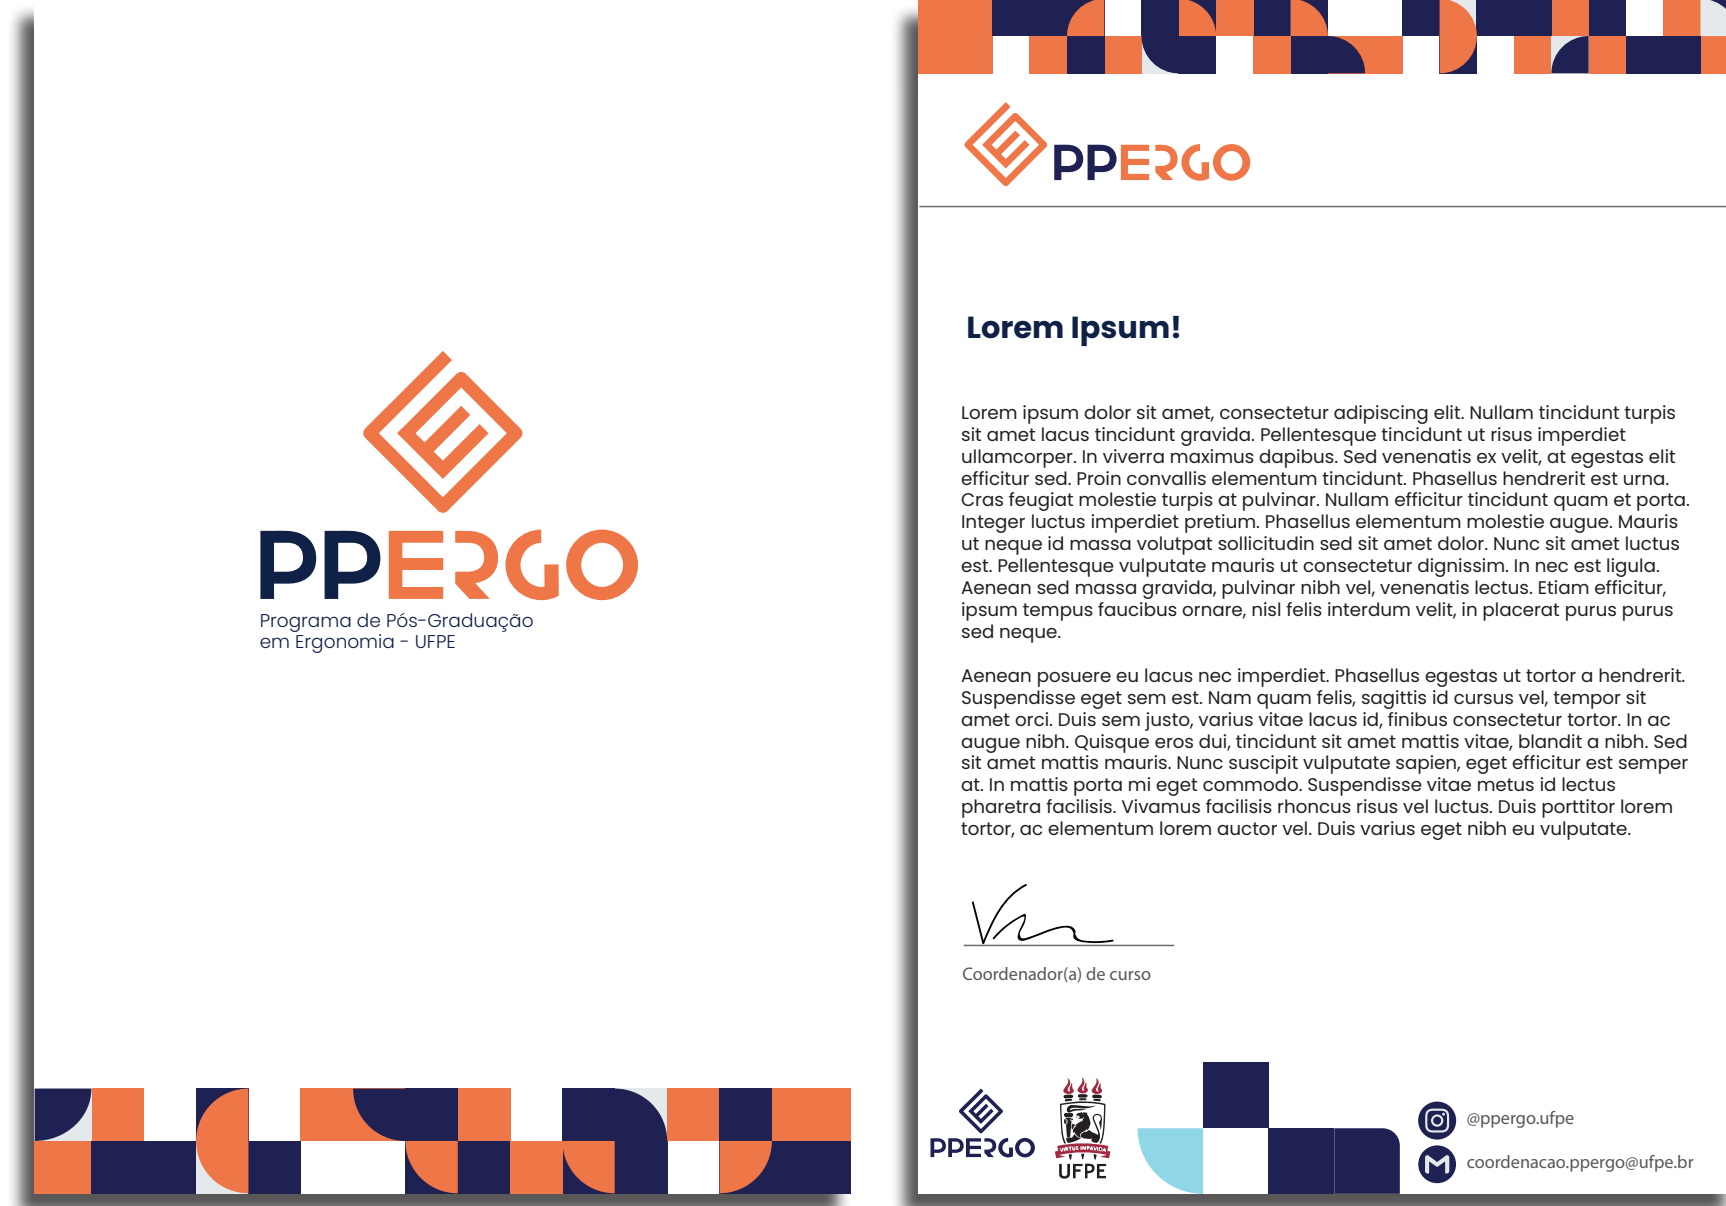 PPERGO
Programa de Pós-Graduação
em Ergonomia - UFPE
PPERGO
Lorem Ipsum!
Lorem ipsum dolor sit amet, consectetur adipiscing elit. Nullam tincidunt turpis
sit amet lacus tincidunt gravida. Pellentesque tincidunt ut risus imperdiet
ullamcorper. In viverra maximus dapibus. Sed venenatis ex velit, at egestas elit
efficitur sed. Proin convallis elementum tincidunt. Phasellus hendrerit est urna.
Cras feugiat molestie turpis at pulvinar. Nullam efficitur tincidunt quam et porta.
Integer luctus imperdiet pretium. Phasellus elementum molestie augue. Mauris
ut neque id massa volutpat sollicitudin sed sit amet dolor. Nunc sit amet luctus
est. Pellentesque vulputate mauris ut consectetur dignissim. In nec est ligula.
Aenean sed massa gravida, pulvinar nibh vel, venenatis lectus. Etiam efficitur,
ipsum tempus faucibus ornare, nisl felis interdum velit, in placerat purus purus
sed neque.
Aenean posuere eu lacus nec imperdiet. Phasellus egestas ut tortor a hendrerit.
Suspendisse eget sem est. Nam quam felis, sagittis id cursus vel, tempor sit
amet orci. Duis sem justo, varius vitae lacus id, finibus consectetur tortor. In ac
augue nibh. Quisque eros dui, tincidunt sit amet mattis vitae, blandit a nibh. Sed
sit amet mattis mauris. Nunc suscipit vulputate sapien, eget efficitur est semper
at. In mattis porta mi eget commodo. Suspendisse vitae metus id lectus
pharetra facilisis. Vivamus facilisis rhoncus risus vel luctus. Duis porttitor lorem
tortor, ac elementum lorem auctor vel. Duis varius eget nibh eu vulputate.
Coordenador(a) de curso
PPERGO
VIRTUS IMPAVIDA
UFPE
@ppergo.ufpe
coordenacao.ppergo@ufpe.br